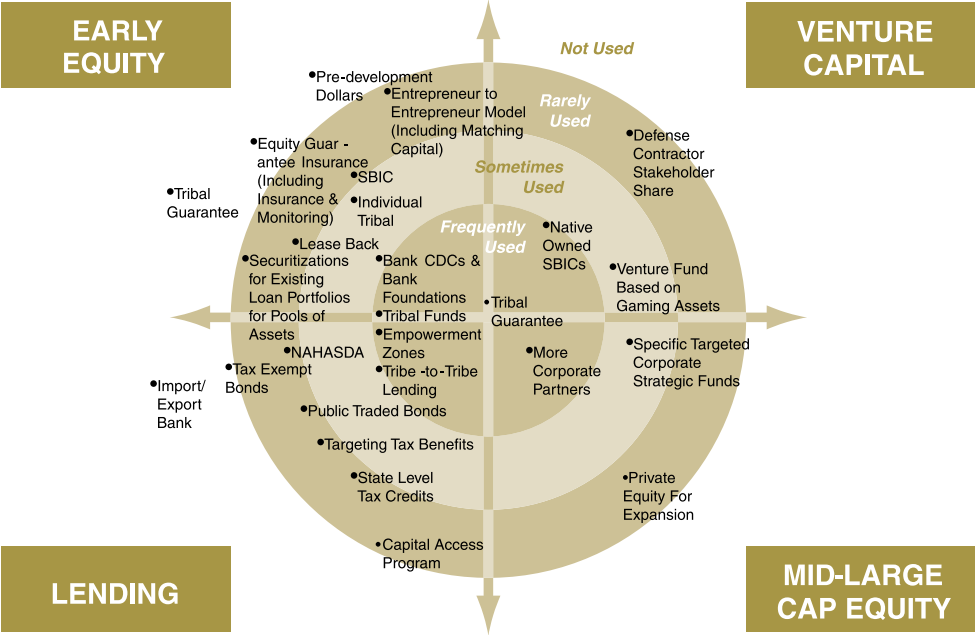 EARLY
EQUITY
VENTURE
CAPITAL
Not Used
Rarely
Used
Sometimes
Used
Frequently
Used
•Pre-development
Dollars
•Entrepreneur to
Entrepreneur Model
(Including Matching
Capital)
•Equity Guar -
antee Insurance
(Including
Insurance &
Monitoring)
•SBIC
•Individual
Tribal
•Tribal
Guarantee
•Lease Back
•Securitizations
for Existing
Loan Portfolios
for Pools of
Assets
•Bank CDCs &
Bank
Foundations
•Tribal Funds
•Defense
Contractor
Stakeholder
Share
•Native
Owned
SBICs
•Venture Fund
Based on
Gaming Assets
•Tribal
Guarantee
•Empowerment
Zones
•Tribe -to-Tribe
Lending
•NAHASDA
•Tax Exempt
Bonds
•Import/
Export
Bank
•Public Traded Bonds
•Targeting Tax Benefits
•State Level
Tax Credits
•Capital Access
Program
•More
Corporate
Partners
•Specific Targeted
Corporate
Strategic Funds
•Private
Equity For
Expansion
LENDING
MID-LARGE
CAP EQUITY